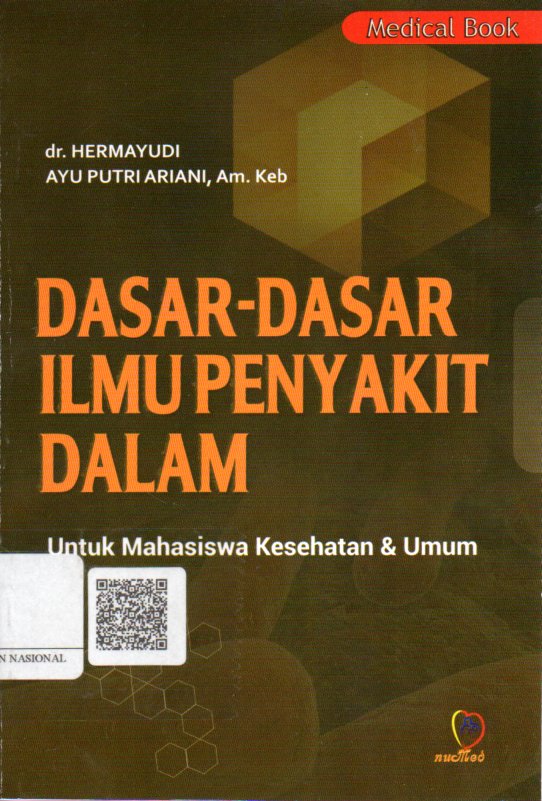 Medical Book
dr. HERMAYUDI
AYU PUTRI ARIANI, Am. Keb
DASAR-DASAR
ILMU PENYAKIT
DALAM
Untuk Mahasiswa Kesehatan & Umum
N NASIONAL
nuMed